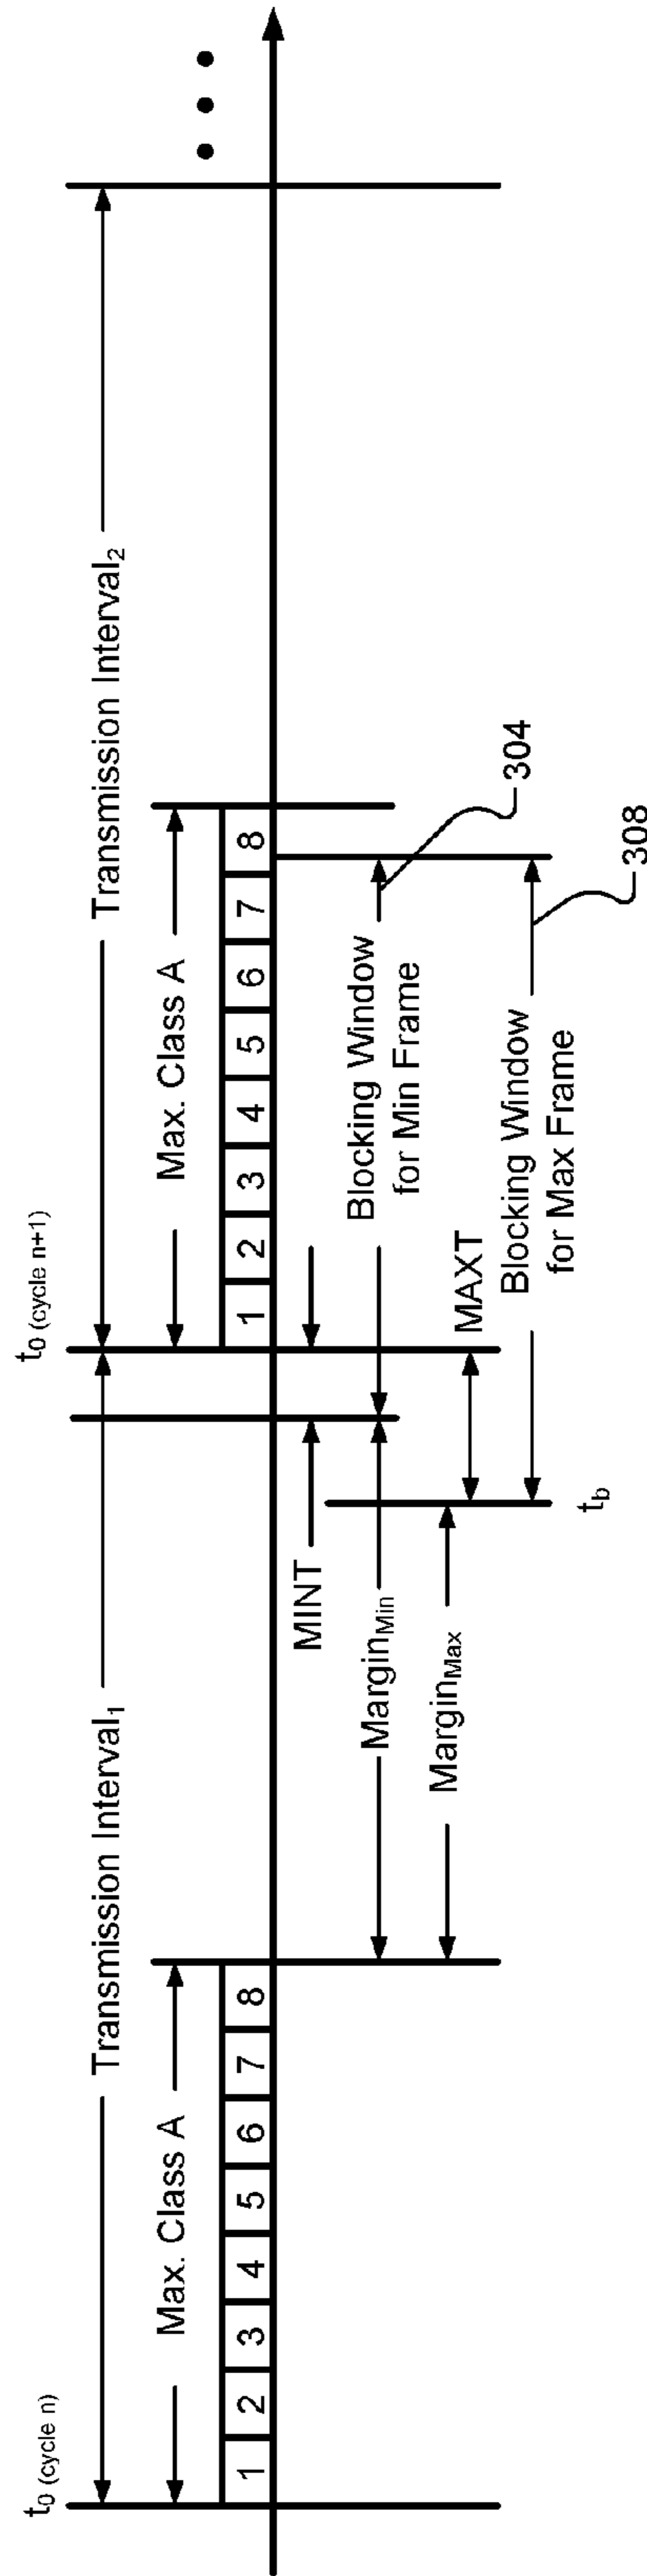 t0 (cycle n)
t0 (cycle n+1)
Transmission Interval1
Transmission Interval2
Max. Class A
Max. Class A
1 2 3 4 5 6 7 8
1 2 3 4 5 6 7 8
MINT
MarginMin
Blocking Window
for Min Frame
304
MarginMax
MAXT
Blocking Window
for Max Frame
308
tb